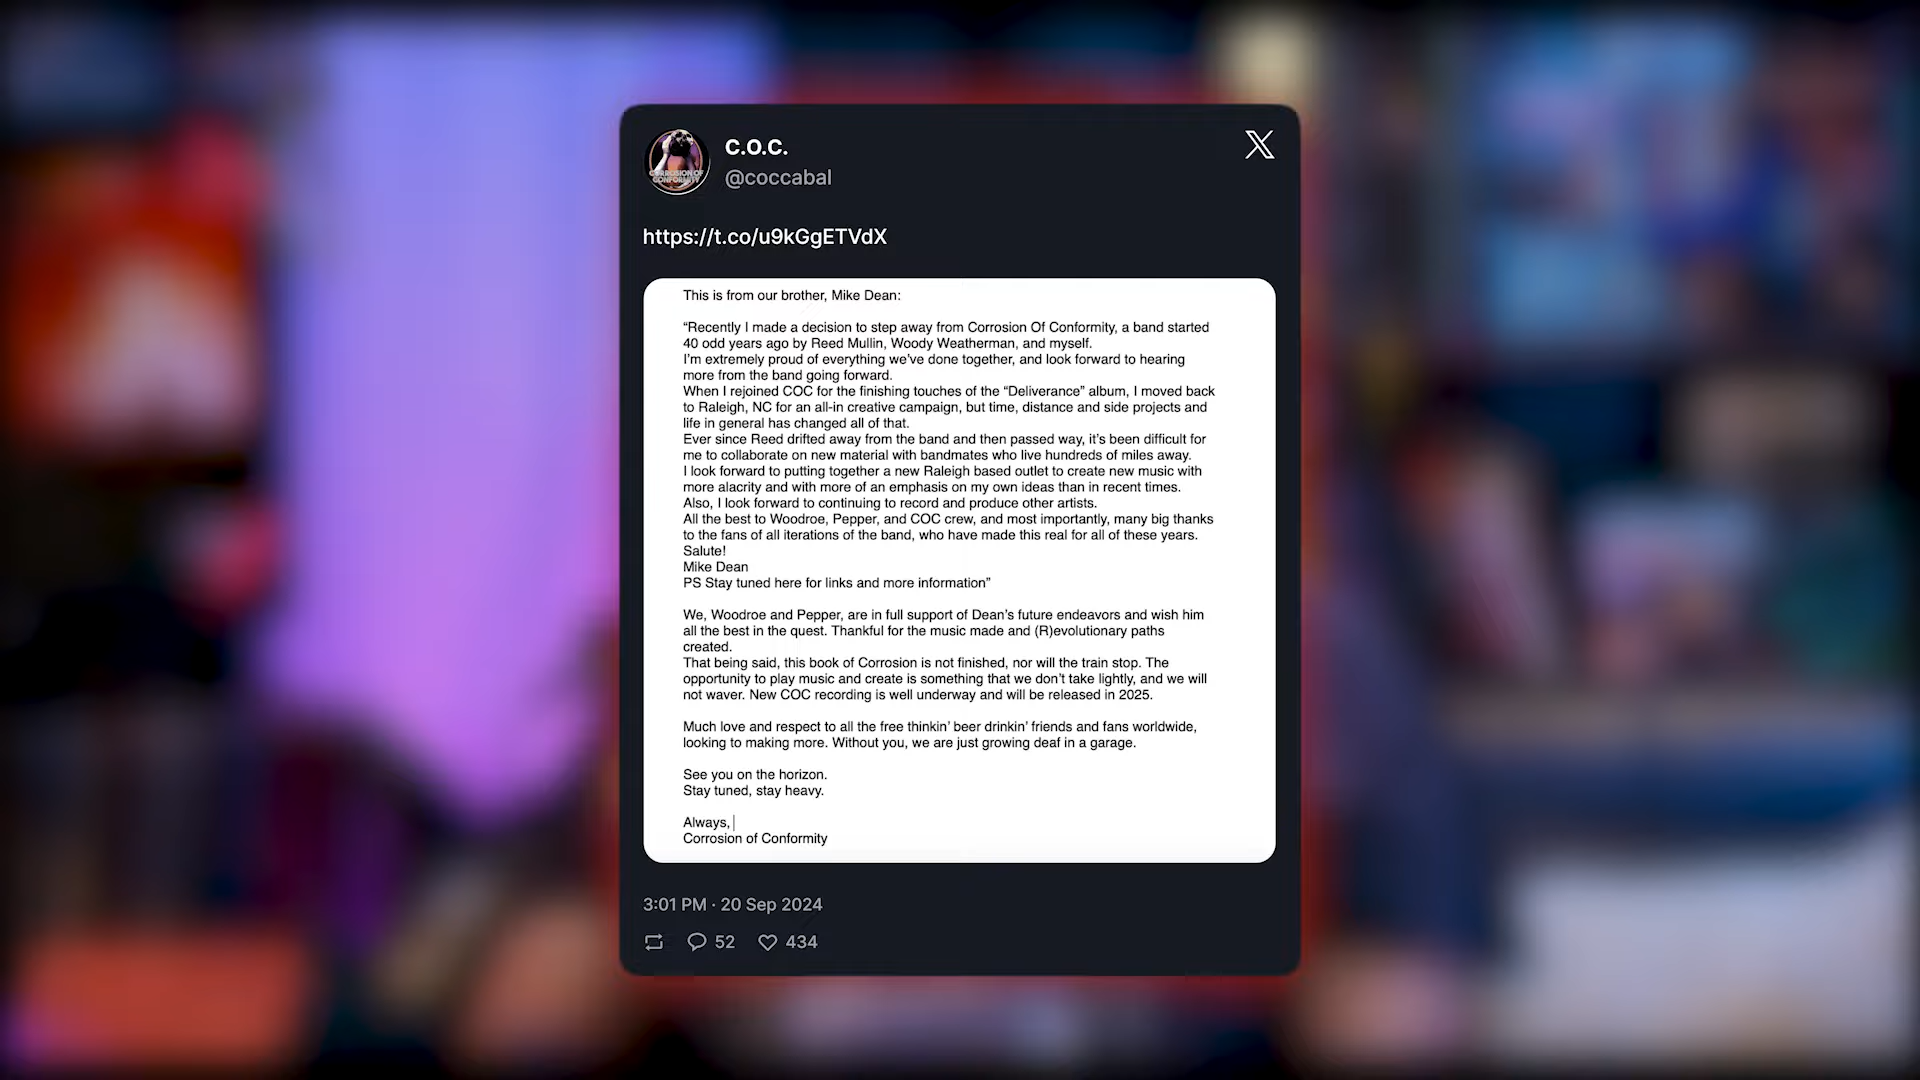 C.O.C.
@coccabal
https://t.co/u9kGgETVdX
This is from our brother, Mike Dean:
“Recently I made a decision to step away from Corrosion Of Conformity, a band started
40 odd years ago by Reed Mullin, Woody Weatherman, and myself.
I’m extremely proud of everything we’ve done together, and look forward to hearing
more from the band going forward.
When I rejoined COC for the finishing touches of the “Deliverance” album, I moved back
to Raleigh, NC for an all-in creative campaign, but time, distance and side projects and
life in general has changed all of that.
Ever since Reed drifted away from the band and then passed way, it’s been difficult for
me to collaborate on new material with bandmates who live hundreds of miles away.
I look forward to putting together a new Raleigh based outlet to create new music with
more alacrity and with more of an emphasis on my own ideas than in recent times.
Also, I look forward to continuing to record and produce other artists.
All the best to Woodroe, Pepper, and COC crew, and most importantly, many big thanks
to the fans of all iterations of the band, who have made this real for all of these years.
Salute!
Mike Dean
PS Stay tuned here for links and more information”
We, Woodroe and Pepper, are in full support of Dean’s future endeavors and wish him
all the best in the quest. Thankful for the music made and (R)evolutionary paths
created.
That being said, this book of Corrosion is not finished, nor will the train stop. The
opportunity to play music and create is something that we don’t take lightly, and we will
not waver. New COC recording is well underway and will be released in 2025.
Much love and respect to all the free thinkin’ beer drinkin’ friends and fans worldwide,
looking to making more. Without you, we are just growing deaf in a garage.
See you on the horizon.
Stay tuned, stay heavy.
Always,
Corrosion of Conformity
3:01 PM · 20 Sep 2024
52 434